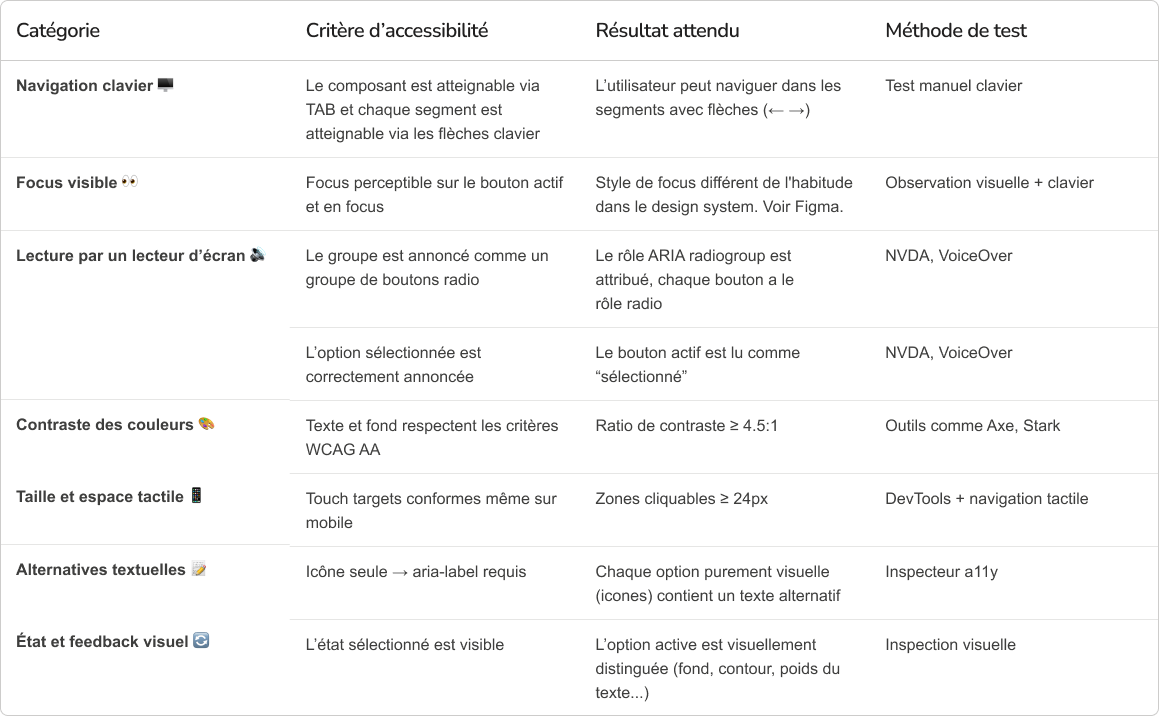 Catégorie
Critère d’accessibilité
Résultat attendu
Méthode de test
Navigation clavier 🖥️
Le composant est atteignable via
TAB et chaque segment est
atteignable via les flèches clavier
L’utilisateur peut naviguer dans les
segments avec flèches (← →)
Test manuel clavier
Focus visible 👀
Focus perceptible sur le bouton actif
et en focus
Style de focus différent de l'habitude
dans le design system. Voir Figma.
Observation visuelle + clavier
Lecture par un lecteur d’écran 🔊
Le groupe est annoncé comme un
groupe de boutons radio
Le rôle ARIA radiogroup est
attribué, chaque bouton a le
rôle radio
NVDA, VoiceOver
L’option sélectionnée est
correctement annoncée
Le bouton actif est lu comme
“sélectionné”
NVDA, VoiceOver
Contraste des couleurs 🎨
Texte et fond respectent les critères
WCAG AA
Ratio de contraste ≥ 4.5:1
Outils comme Axe, Stark
Taille et espace tactile 📱
Touch targets conformes même sur
mobile
Zones cliquables ≥ 24px
DevTools + navigation tactile
Alternatives textuelles 📝
Icône seule → aria-label requis
Chaque option purement visuelle
(icones) contient un texte alternatif
Inspecteur a11y
État et feedback visuel 🔄
L’état sélectionné est visible
L’option active est visuellement
distinguée (fond, contour, poids du
texte...)
Inspection visuelle